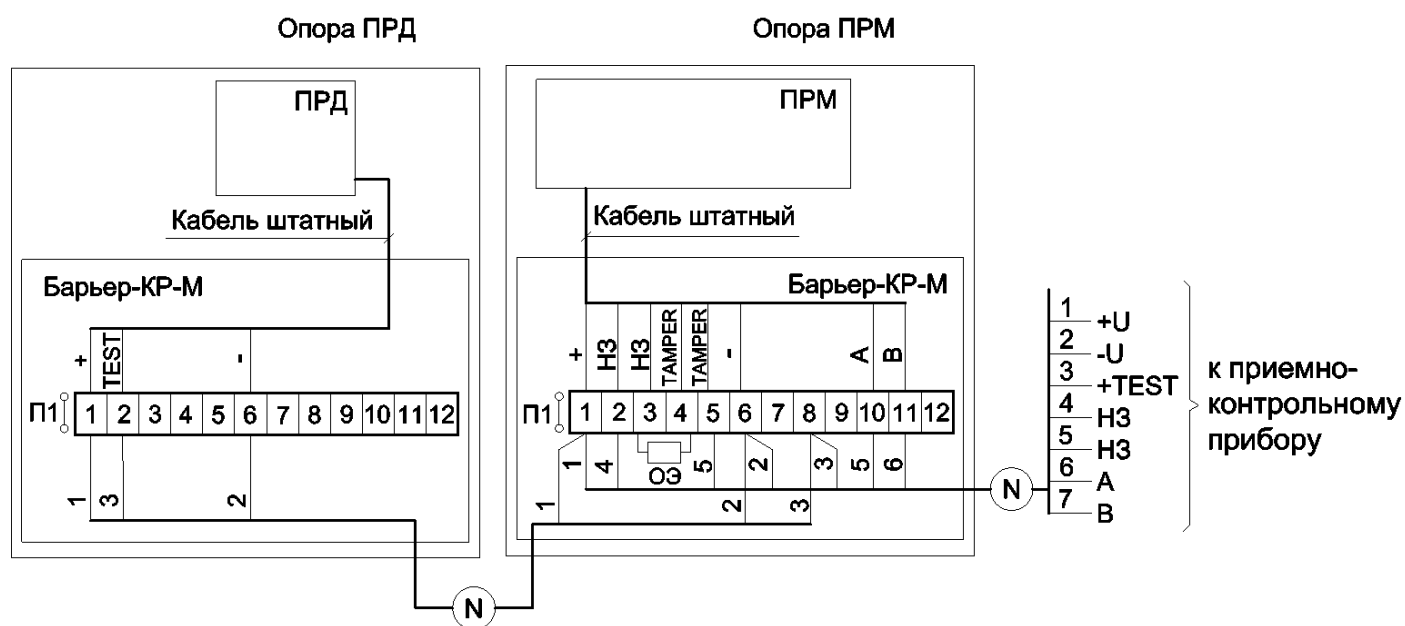 Опора ПРД
Опора ПРМ
ПРД
ПРМ
Кабель штатный
Кабель штатный
Барьер-КР-М
Барьер-КР-М
+
TEST
-
+
НЗ
НЗ
TAMPER
TAMPER
-
A
B
П1
1 2 3 4 5 6 7 8 9 10 11 12
П1
1 2 3 4 5 6 7 8 9 10 11 12
1
3
2
1
4
ОЭ
5
2
3
5
6
1
2
3
N
N
1 +U
2 -U
3 +TEST
4 НЗ
5 НЗ
6 A
7 B
к приемно-
контрольному
прибору